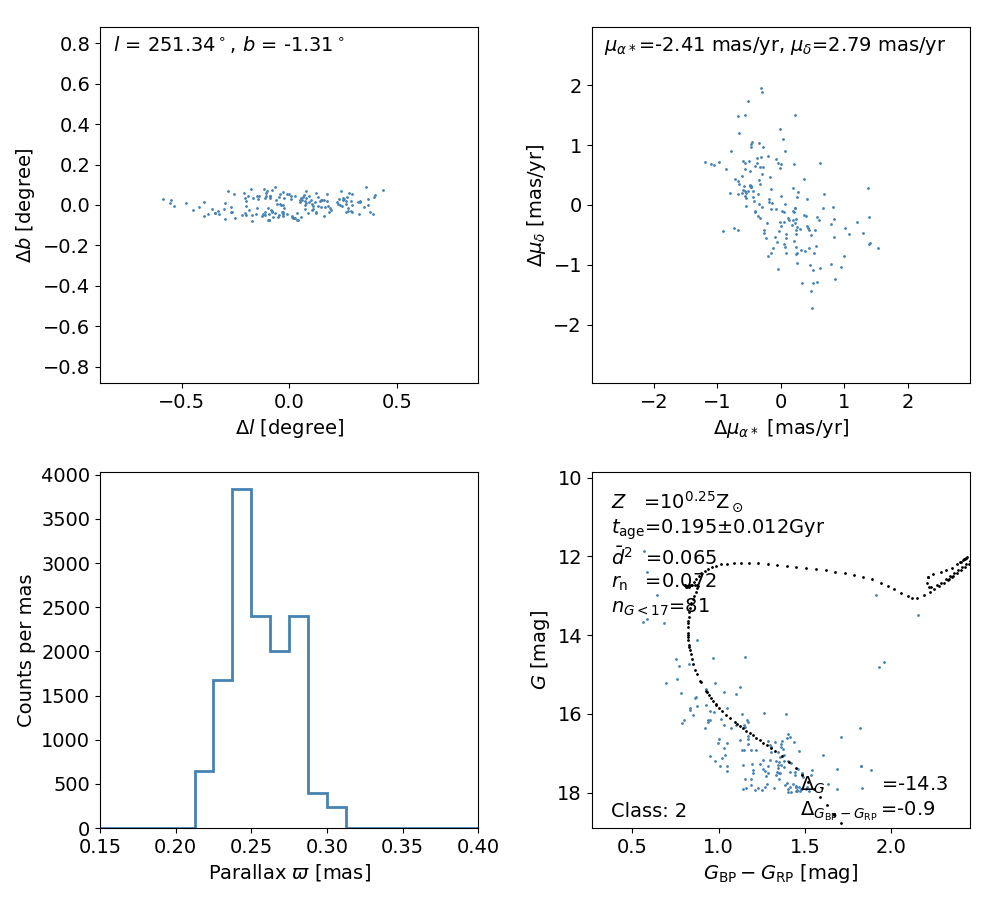 l = 251.34°, b = -1.31°
0.8
0.6
0.4
0.2
0.0
−0.2
−0.4
−0.6
−0.8
Δb [degree]
−0.5 0.0 0.5
Δl [degree]
μα*=-2.41 mas/yr, μδ=2.79 mas/yr
2
1
0
−1
−2
Δμδ [mas/yr]
−2 −1 0 1 2
Δμα* [mas/yr]
4000
3500
3000
2500
2000
1500
1000
500
0
Counts per mas
0.15 0.20 0.25 0.30 0.35 0.40
Parallax ϖ [mas]
10
12
14
16
18
G [mag]
Z =10^0.25 Z⊙
t_age=0.195±0.012Gyr
d̄² =0.065
r_n =0.072
n_G<17=81
Δ_G =-14.3
Class: 2
Δ_G_BP−G_RP =-0.9
0.5 1.0 1.5 2.0
G_BP − G_RP [mag]